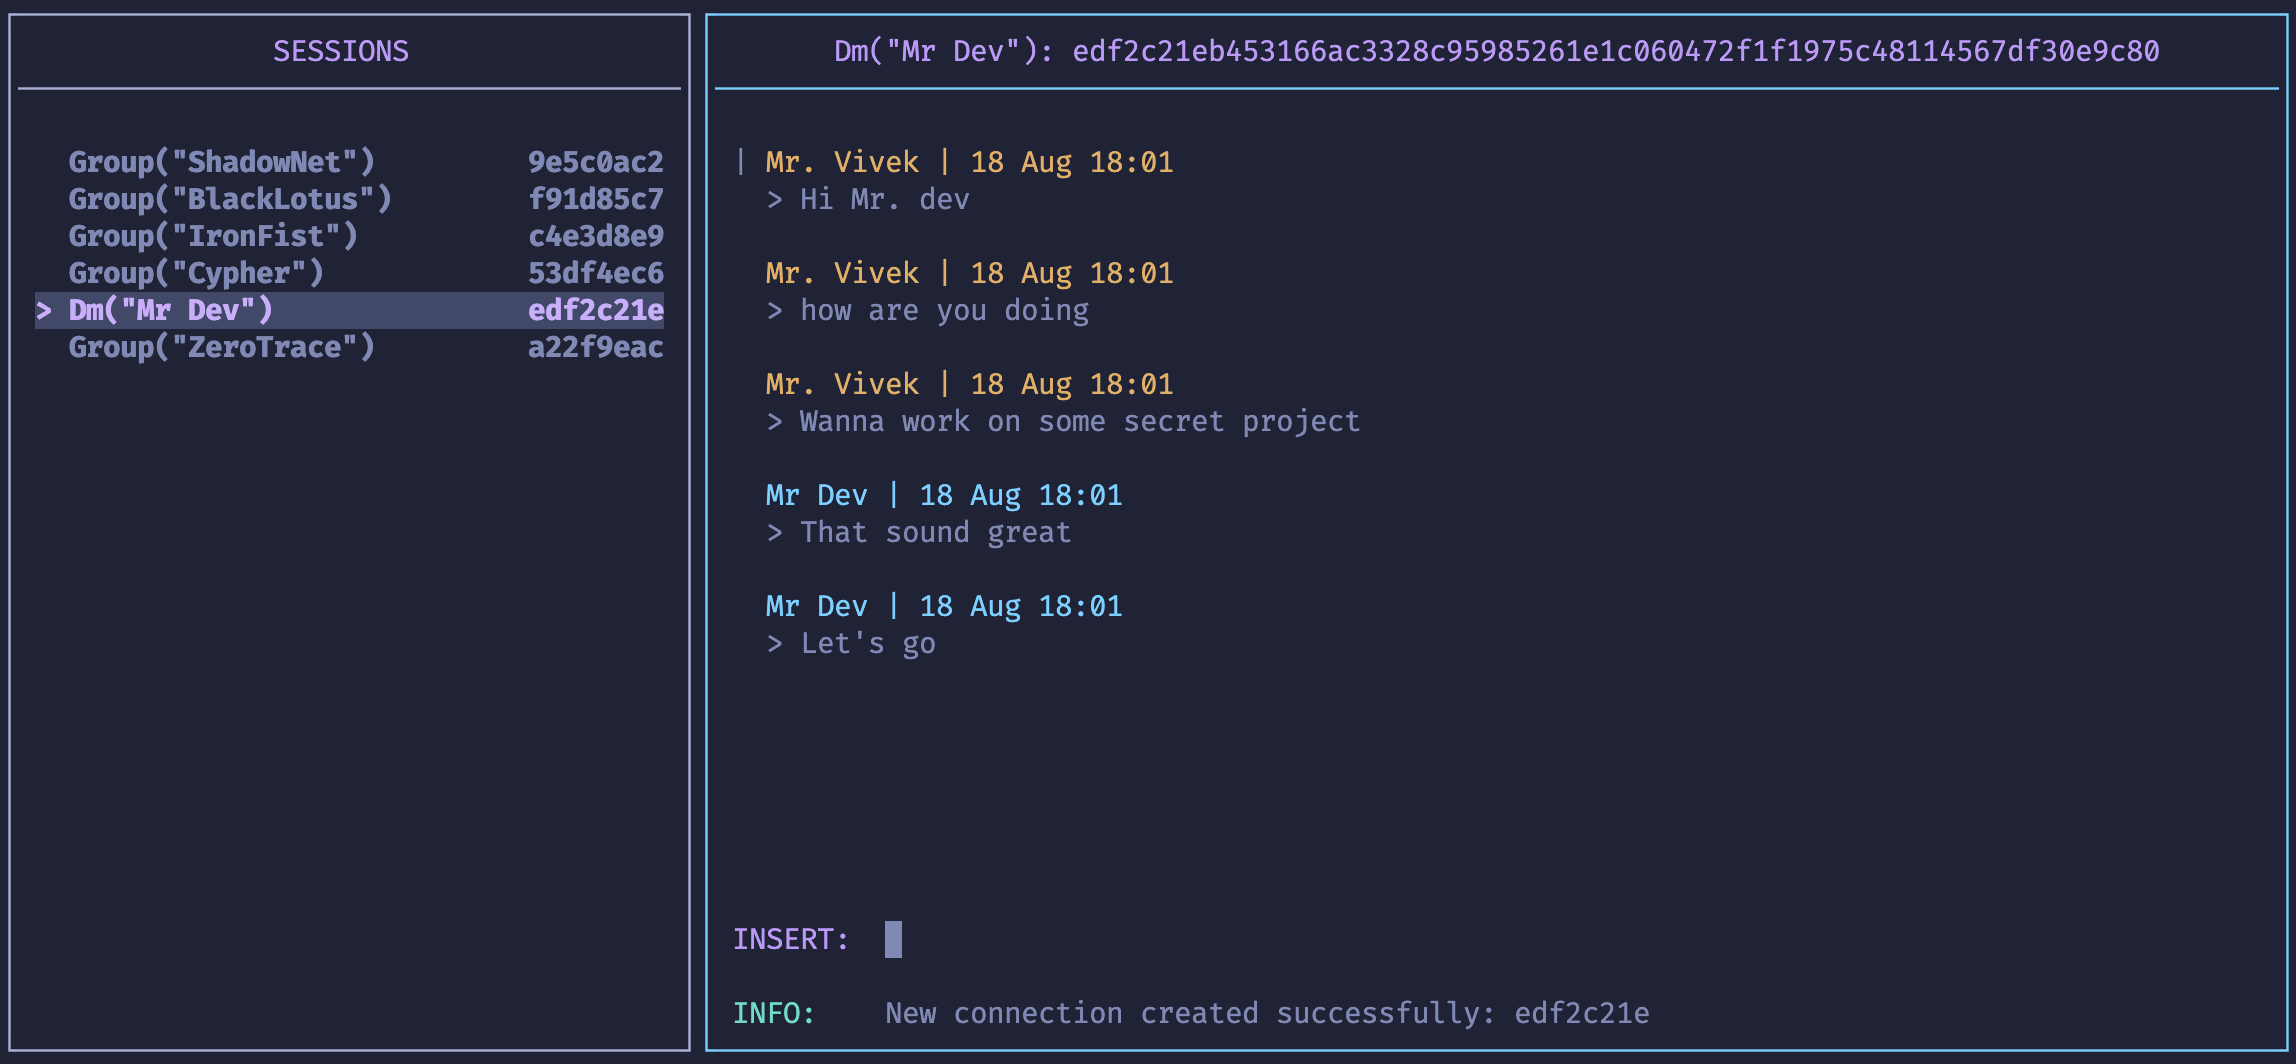 SESSIONS
Group("ShadowNet") 9e5c0ac2
Group("BlackLotus") f91d85c7
Group("IronFist") c4e3d8e9
Group("Cypher") 53df4ec6
> Dm("Mr Dev") edf2c21e
Group("ZeroTrace") a22f9eac
Dm("Mr Dev"): edf2c21eb453166ac3328c95985261e1c060472f1f1975c48114567df30e9c80
| Mr. Vivek | 18 Aug 18:01
> Hi Mr. dev
Mr. Vivek | 18 Aug 18:01
> how are you doing
Mr. Vivek | 18 Aug 18:01
> Wanna work on some secret project
Mr Dev | 18 Aug 18:01
> That sound great
Mr Dev | 18 Aug 18:01
> Let's go
INSERT:
INFO: New connection created successfully: edf2c21e